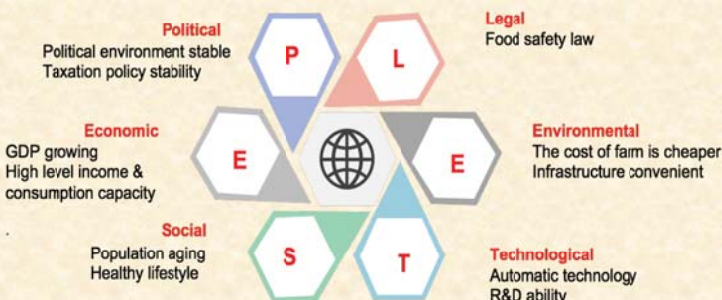 Political
Political environment stable
Taxation policy stability
P
L
Legal
Food safety law
Economic
GDP growing
High level income &
consumption capacity
E
E
Environmental
The cost of farm is cheaper
Infrastructure convenient
Social
Population aging
Healthy lifestyle
S
T
Technological
Automatic technology
R&D ability